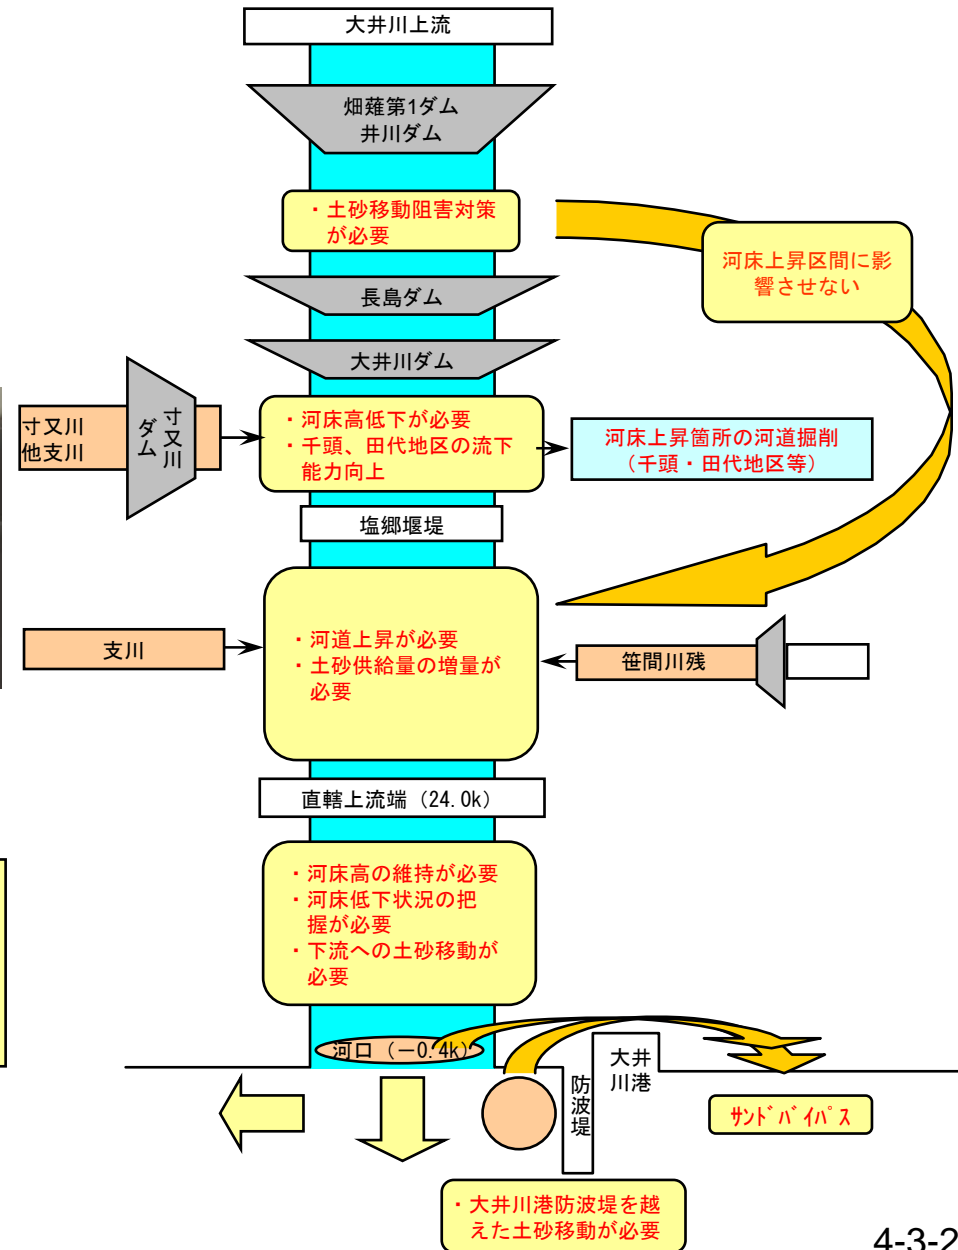 大井川上流
畑薙第1ダム
井川ダム
・土砂移動阻害対策
が必要
河床上昇区間に影
響させない
長島ダム
大井川ダム
寸又川
他支川
寸又川
ダム
・河床高低下が必要
・千頭、田代地区の流下
能力向上
河床上昇箇所の河道掘削
（千頭・田代地区等）
塩郷堰堤
支川
・河道上昇が必要
・土砂供給量の増量が
必要
笹間川残
直轄上流端（24.0k）
・河床高の維持が必要
・河床低下状況の把
握が必要
・下流への土砂移動が
必要
河口（－0.4k）
大井
川港
防波堤
サンドバイパス
・大井川港防波堤を越
えた土砂移動が必要
4-3-2